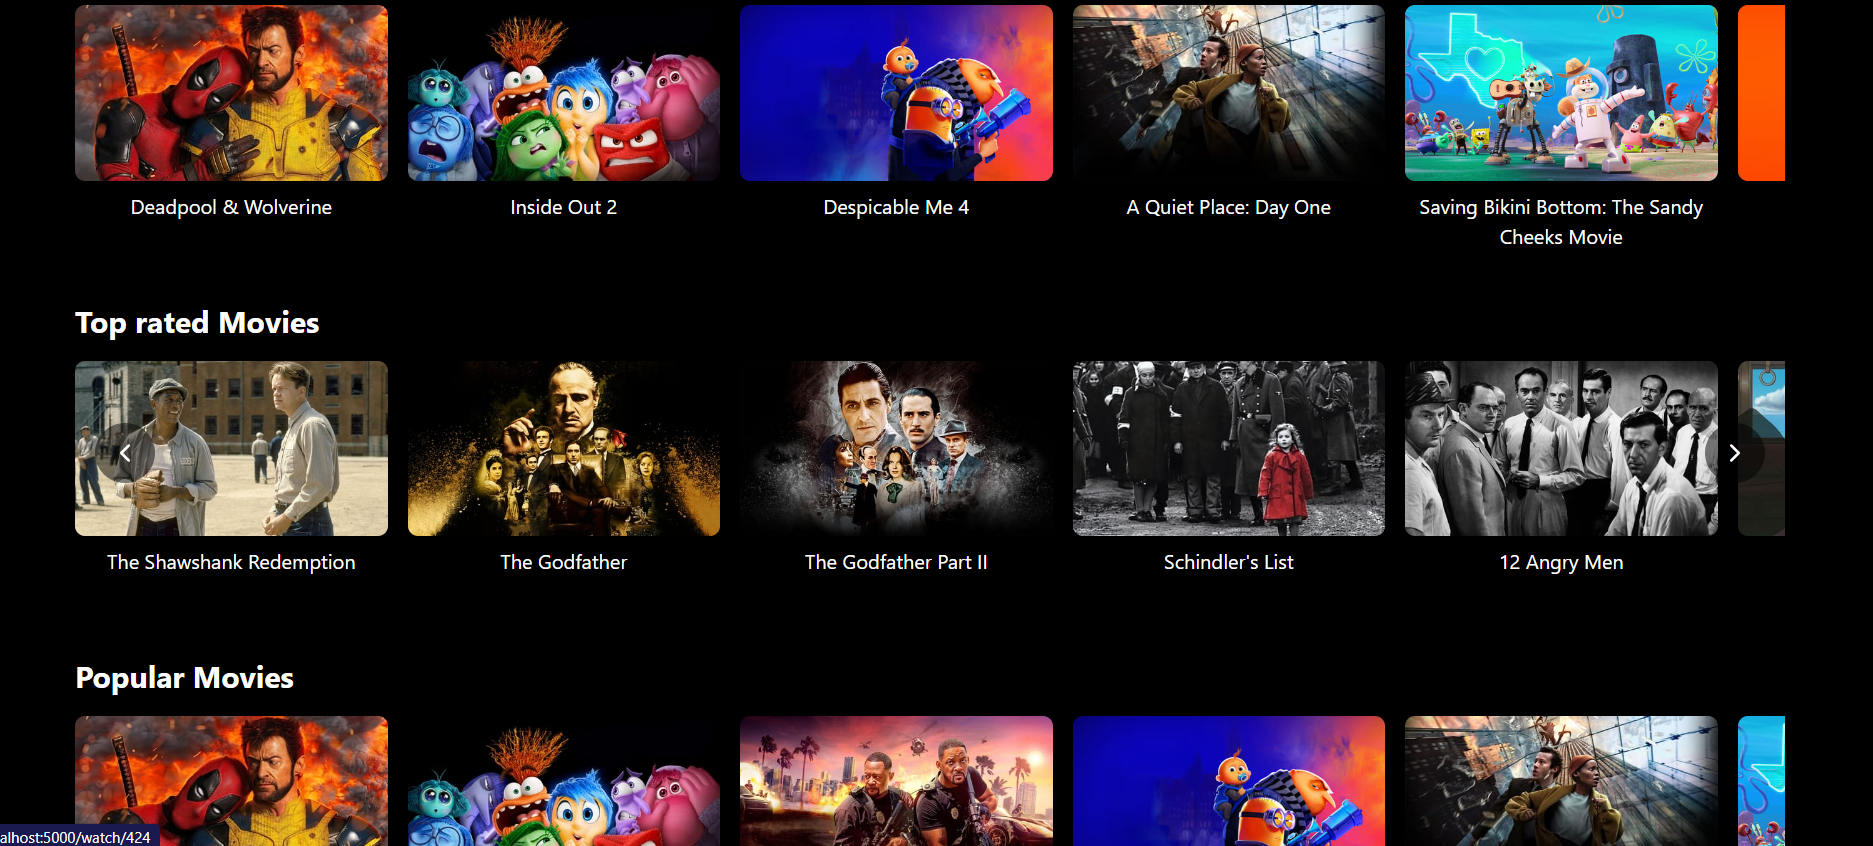 Deadpool & Wolverine
Inside Out 2
Despicable Me 4
A Quiet Place: Day One
Saving Bikini Bottom: The Sandy
Cheeks Movie
Top rated Movies
The Shawshank Redemption
The Godfather
The Godfather Part II
Schindler's List
12 Angry Men
Popular Movies
alhost:5000/watch/424